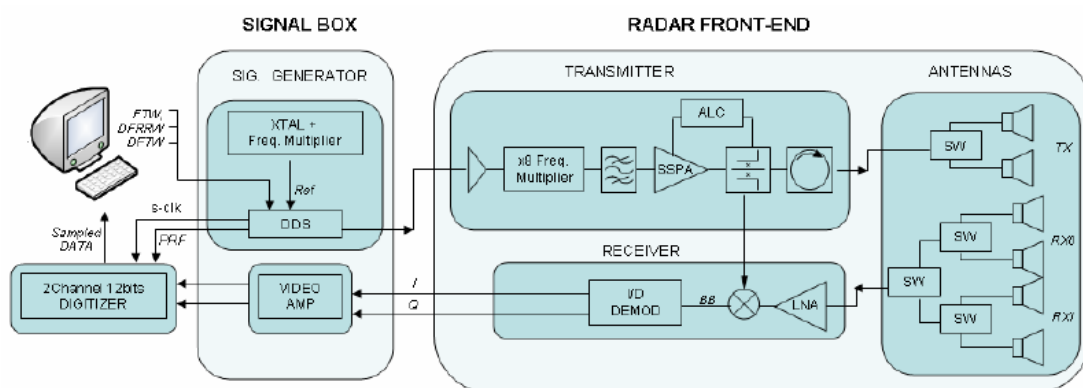 SIGNAL BOX
RADAR FRONT-END
SIG. GENERATOR
TRANSMITTER
ANTENNAS
FTW,
DFRRW
DFTW
XTAL +
Freq. Multiplier
Ref
DDS
s-clk
PRF
Sampled
DATA
2Channel 12bits
DIGITIZER
VIDEO
AMP
I
Q
x8 Freq.
Multiplier
SSPA
ALC
RECEIVER
I/D
DEMOD
BB
LNA
SW
TX
SW
RX0
SW
SW
RX1